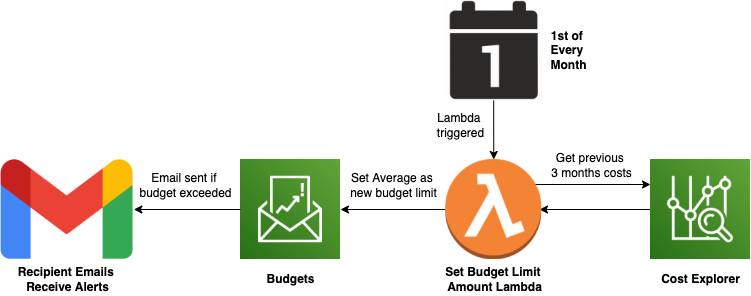 1
1st of
Every
Month
Lambda
triggered
Email sent if
budget exceeded
Set Average as
new budget limit
Get previous
3 months costs
Recipient Emails
Receive Alerts
Budgets
Set Budget Limit
Amount Lambda
Cost Explorer